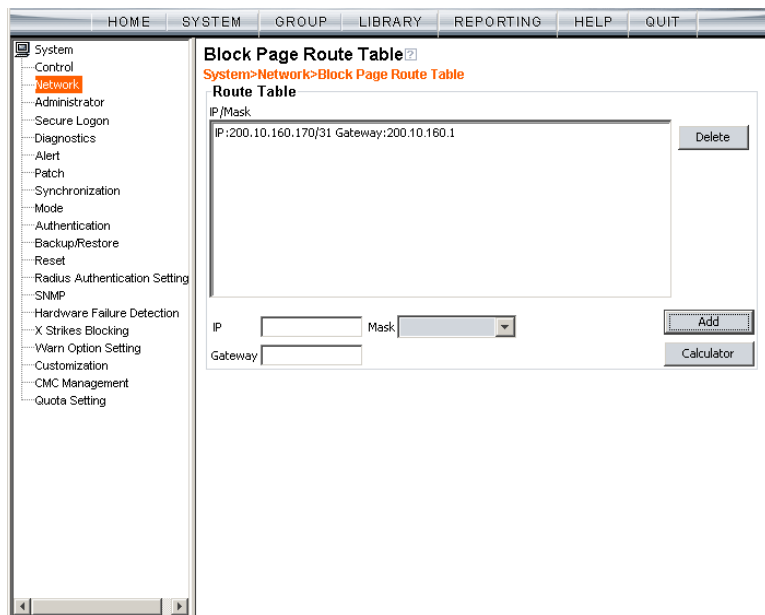 HOME SYSTEM GROUP LIBRARY REPORTING HELP QUIT
System
Control
Network
Administrator
Secure Logon
Diagnostics
Alert
Patch
Synchronization
Mode
Authentication
Backup/Restore
Reset
Radius Authentication Setting
SNMP
Hardware Failure Detection
X Strikes Blocking
Warn Option Setting
Customization
CMC Management
Quota Setting
Block Page Route Table ?
System>Network>Block Page Route Table
Route Table
IP/Mask
IP:200.10.160.170/31 Gateway:200.10.160.1
Delete
IP Mask Add
Gateway Calculator